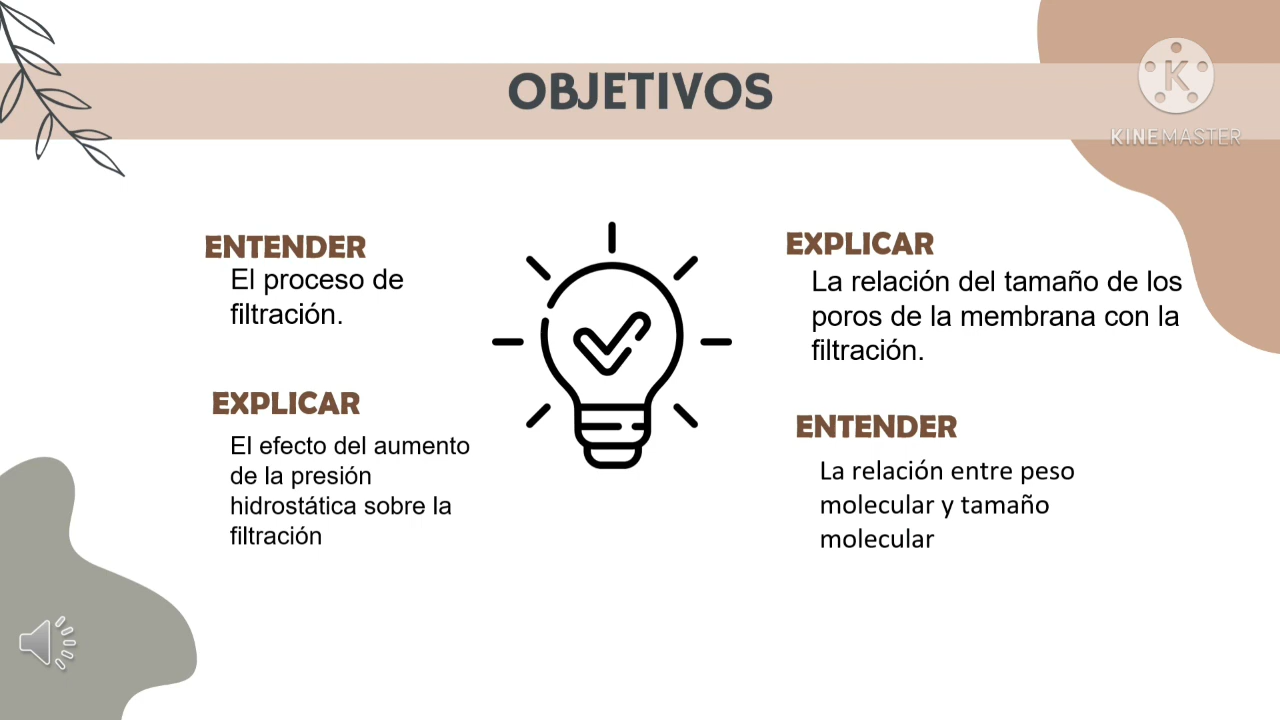 OBJETIVOS
K
KINEMASTER
ENTENDER
El proceso de
filtración.
EXPLICAR
El efecto del aumento
de la presión
hidrostática sobre la
filtración
EXPLICAR
La relación del tamaño de los
poros de la membrana con la
filtración.
ENTENDER
La relación entre peso
molecular y tamaño
molecular